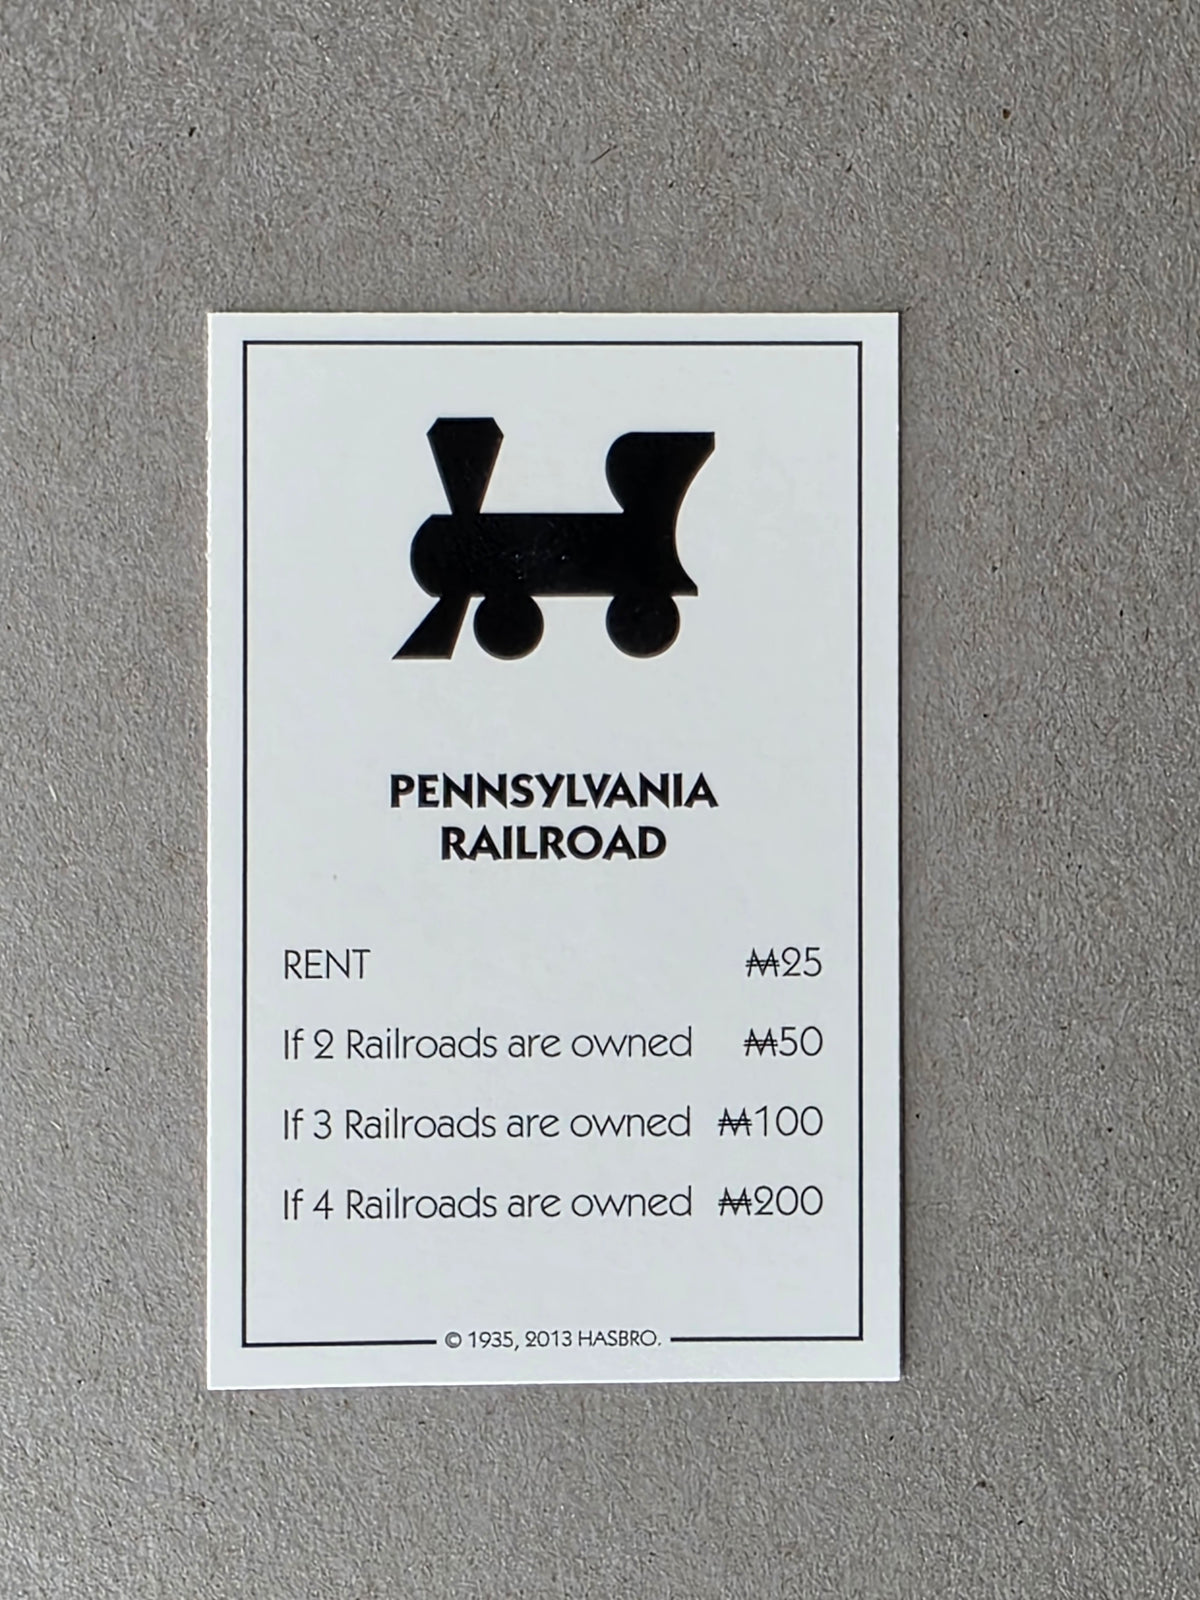 PENNSYLVANIA
RAILROAD
RENT ₩25
If 2 Railroads are owned ₩50
If 3 Railroads are owned ₩100
If 4 Railroads are owned ₩200
© 1935, 2013 HASBRO.